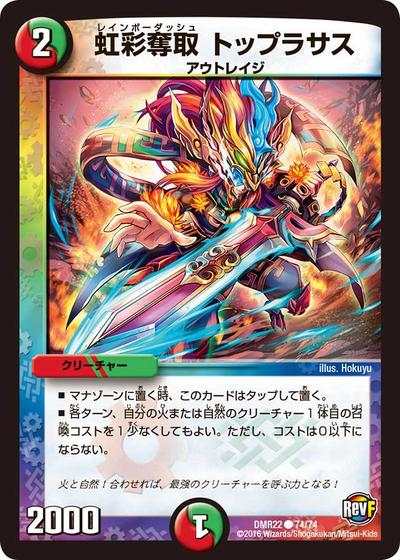 2
レインボーダッシュ
虹彩奪取 トップラサス
アウトレイジ
クリーチャー
illus. Hokuyu
■ マナゾーンに置く時、このカードはタップして置く。
■ 各ターン、自分の火または自然のクリーチャー1体目の召
喚コストを1少なくしてもよい。ただし、コストは0以下に
ならない。
火と自然！合わせれば、最強のクリーチャーを呼ぶ力となる！
2000
1
DMR22 ● 74/74
©2016 Wizards/Shogakukan/Mitsui-Kids
RevF